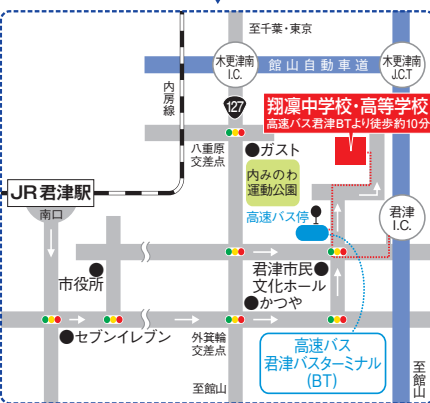 至千葉・東京
木更津南
I.C.
館山自動車道
木更津南
J.C.T
内房線
127
翔凜中学校・高等学校
高速バス君津BTより徒歩約10分
八重原
交差点
ガスト
内みのわ
運動公園
JR君津駅
南口
高速バス停
君津
I.C.
市役所
君津市民
文化ホール
かつや
セブンイレブン
外箕輪
交差点
高速バス
君津バスターミナル
(BT)
至館山
至館山